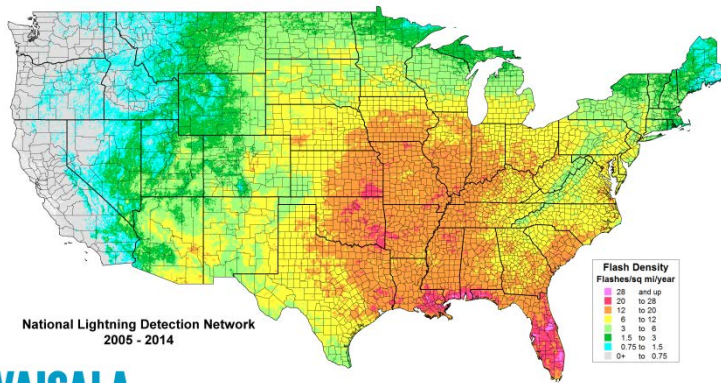 National Lightning Detection Network
2005 - 2014
Flash Density
Flashes/sq mi/year
28 and up
20 to 28
12 to 20
6 to 12
3 to 6
1.5 to 3
0.75 to 1.5
0+ to 0.75
VAISALA